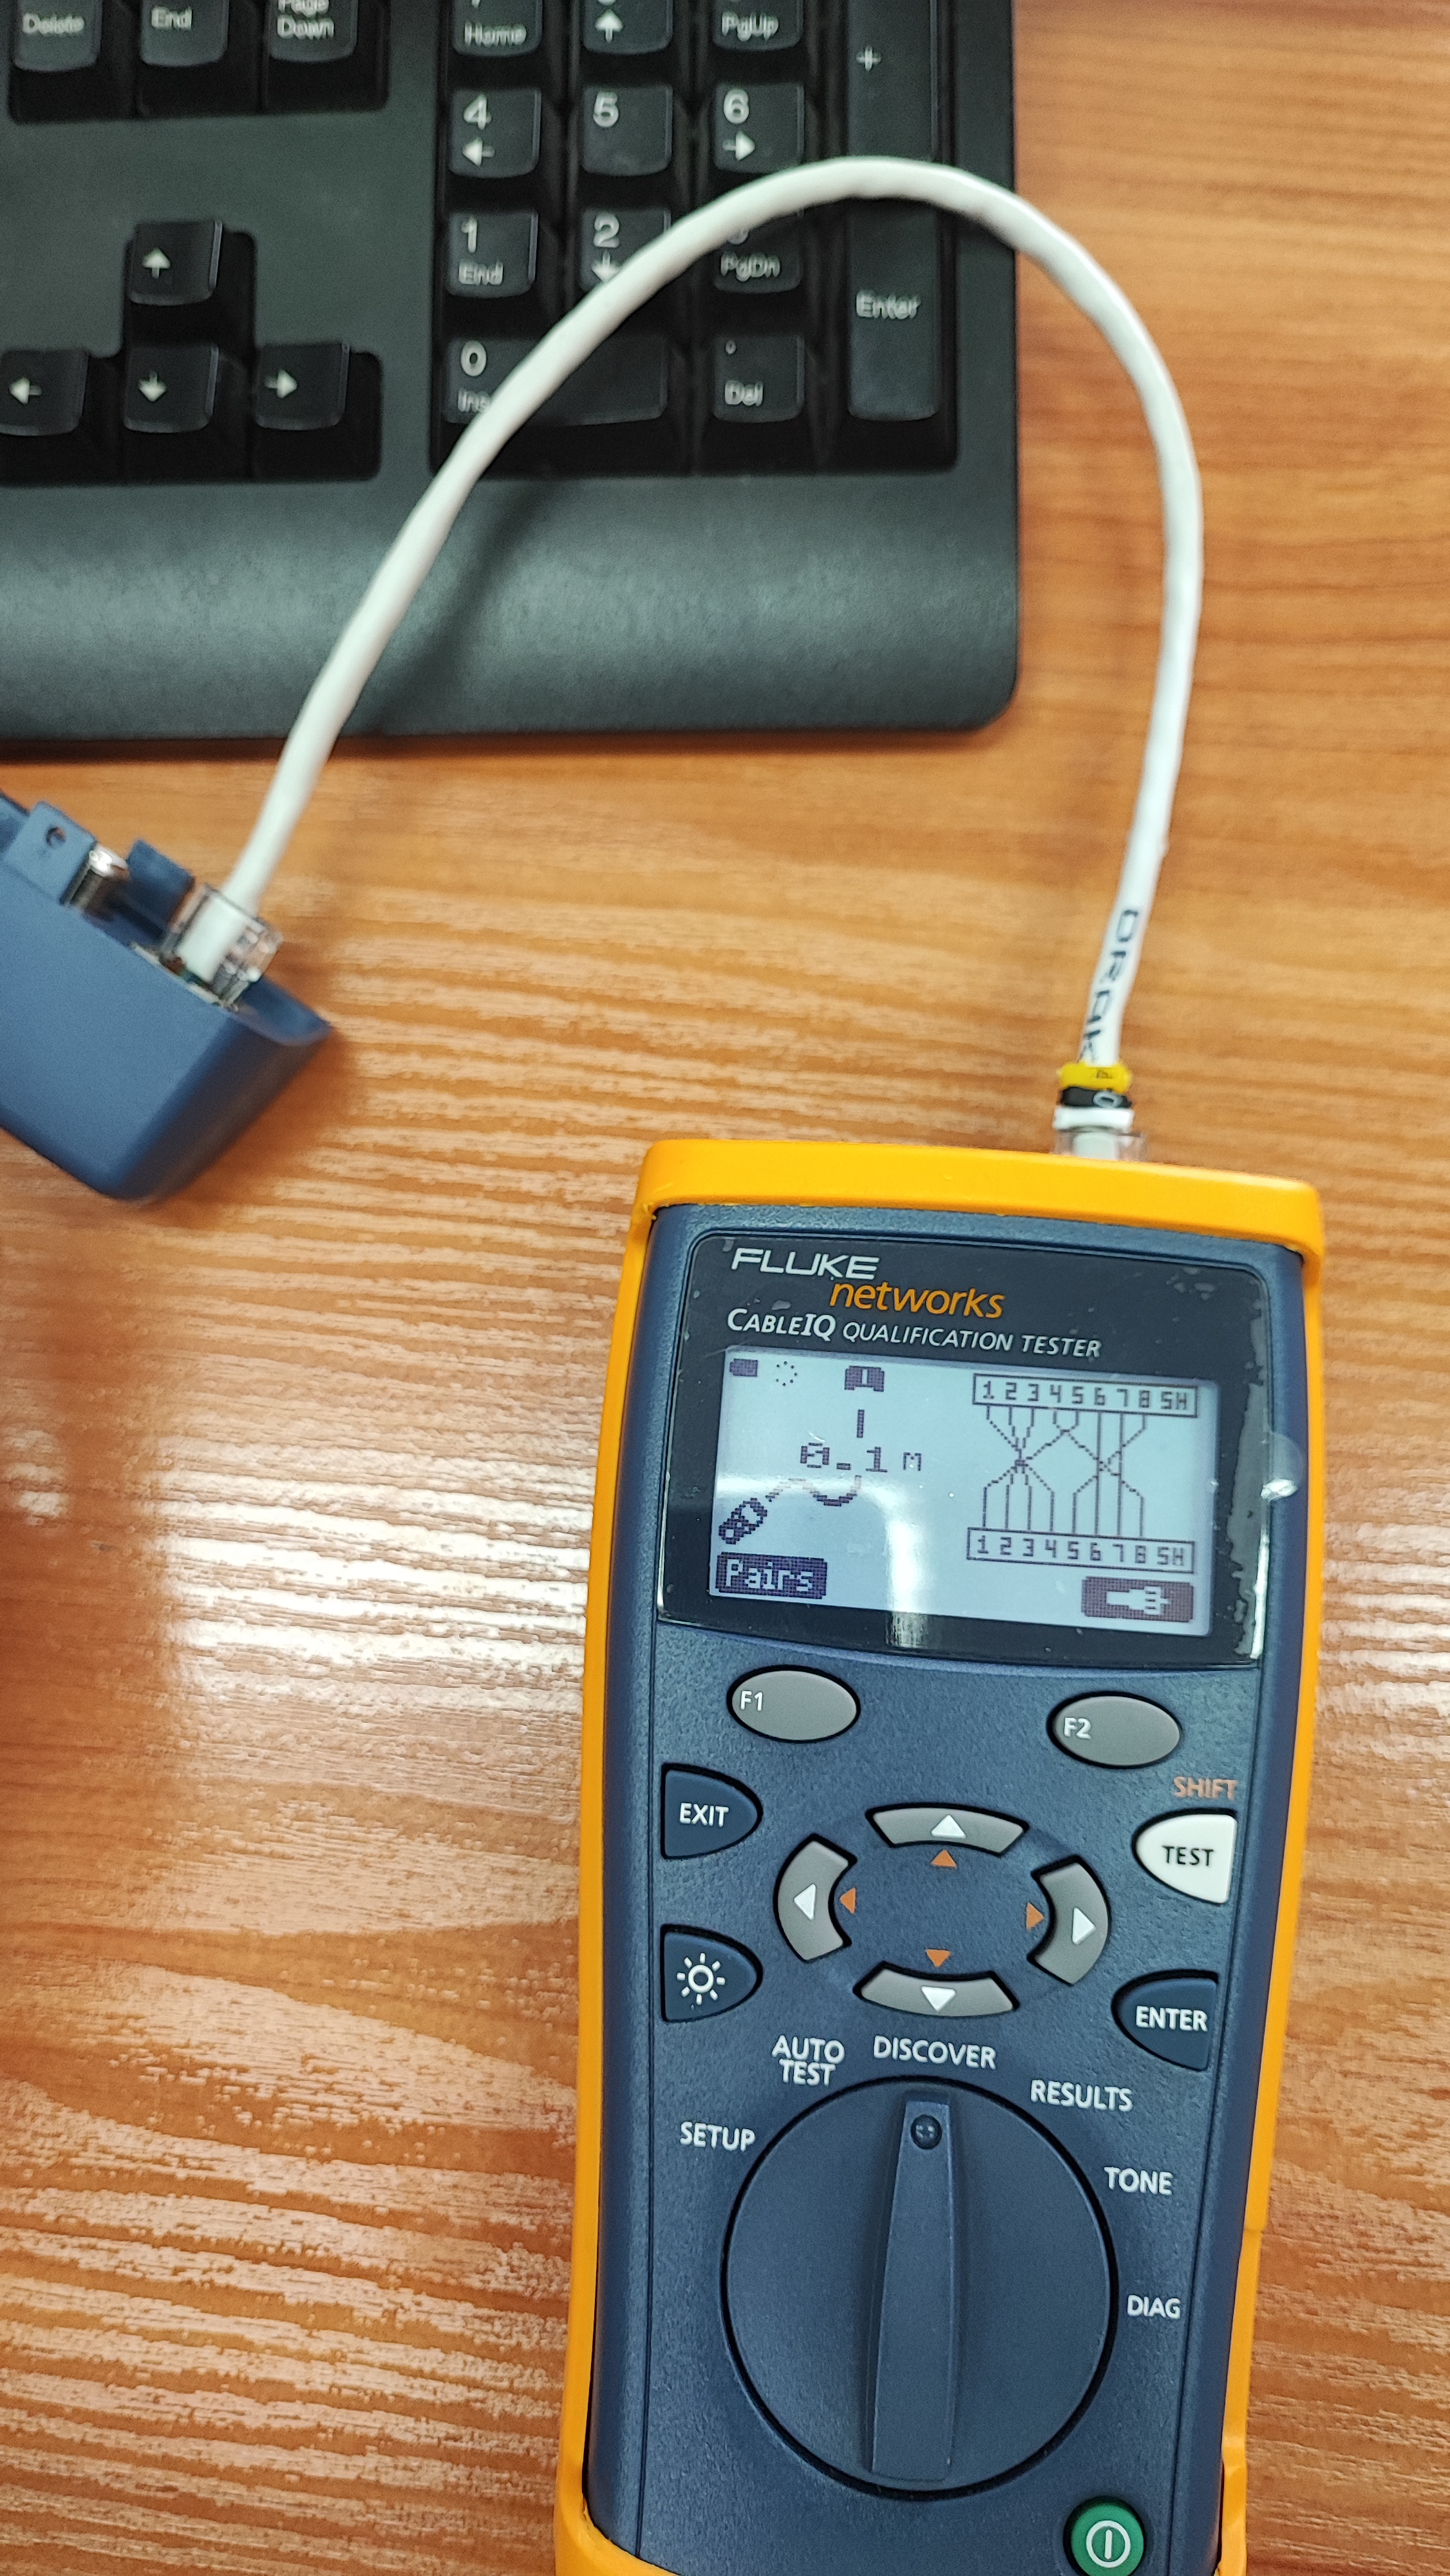 Delete
End
Page
Down
Home
PgUp
+
4
5
6
1
End
2
PgDn
Enter
0
Ins
Del
DRAK
FLUKE
networks
CABLEIQ QUALIFICATION TESTER
1 2 3 4 5 6 7 8 SH
0.1 m
1 2 3 4 5 6 7 8 SH
Pairs
F1
F2
SHIFT
EXIT
TEST
ENTER
AUTO
TEST
DISCOVER
RESULTS
SETUP
TONE
DIAG